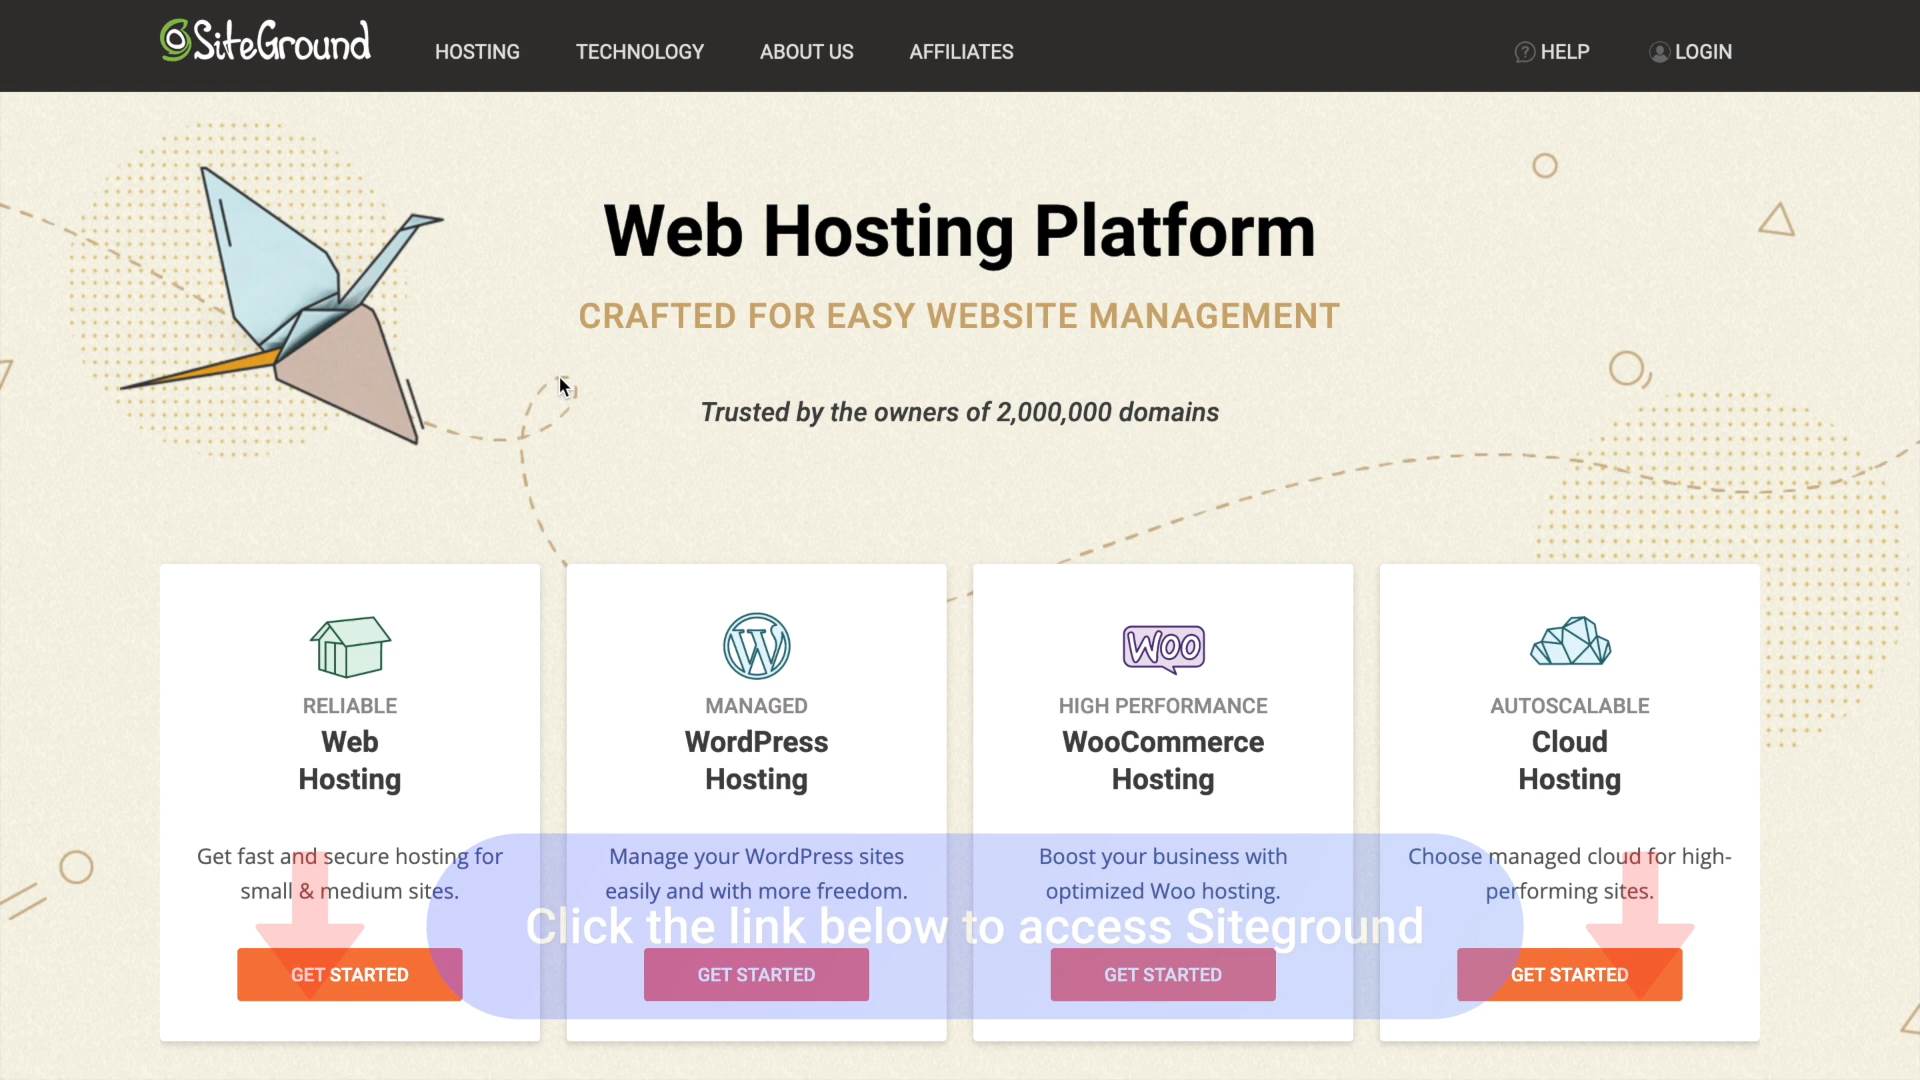 SiteGround
HOSTING
TECHNOLOGY
ABOUT US
AFFILIATES
HELP
LOGIN
Web Hosting Platform
CRAFTED FOR EASY WEBSITE MANAGEMENT
Trusted by the owners of 2,000,000 domains
RELIABLE
Web
Hosting
Get fast and secure hosting for
small & medium sites.
GET STARTED
MANAGED
WordPress
Hosting
Manage your WordPress sites
easily and with more freedom.
GET STARTED
WOO
HIGH PERFORMANCE
WooCommerce
Hosting
Boost your business with
optimized Woo hosting.
GET STARTED
AUTOSCALABLE
Cloud
Hosting
Choose managed cloud for high-
performing sites.
GET STARTED
Click the link below to access Siteground